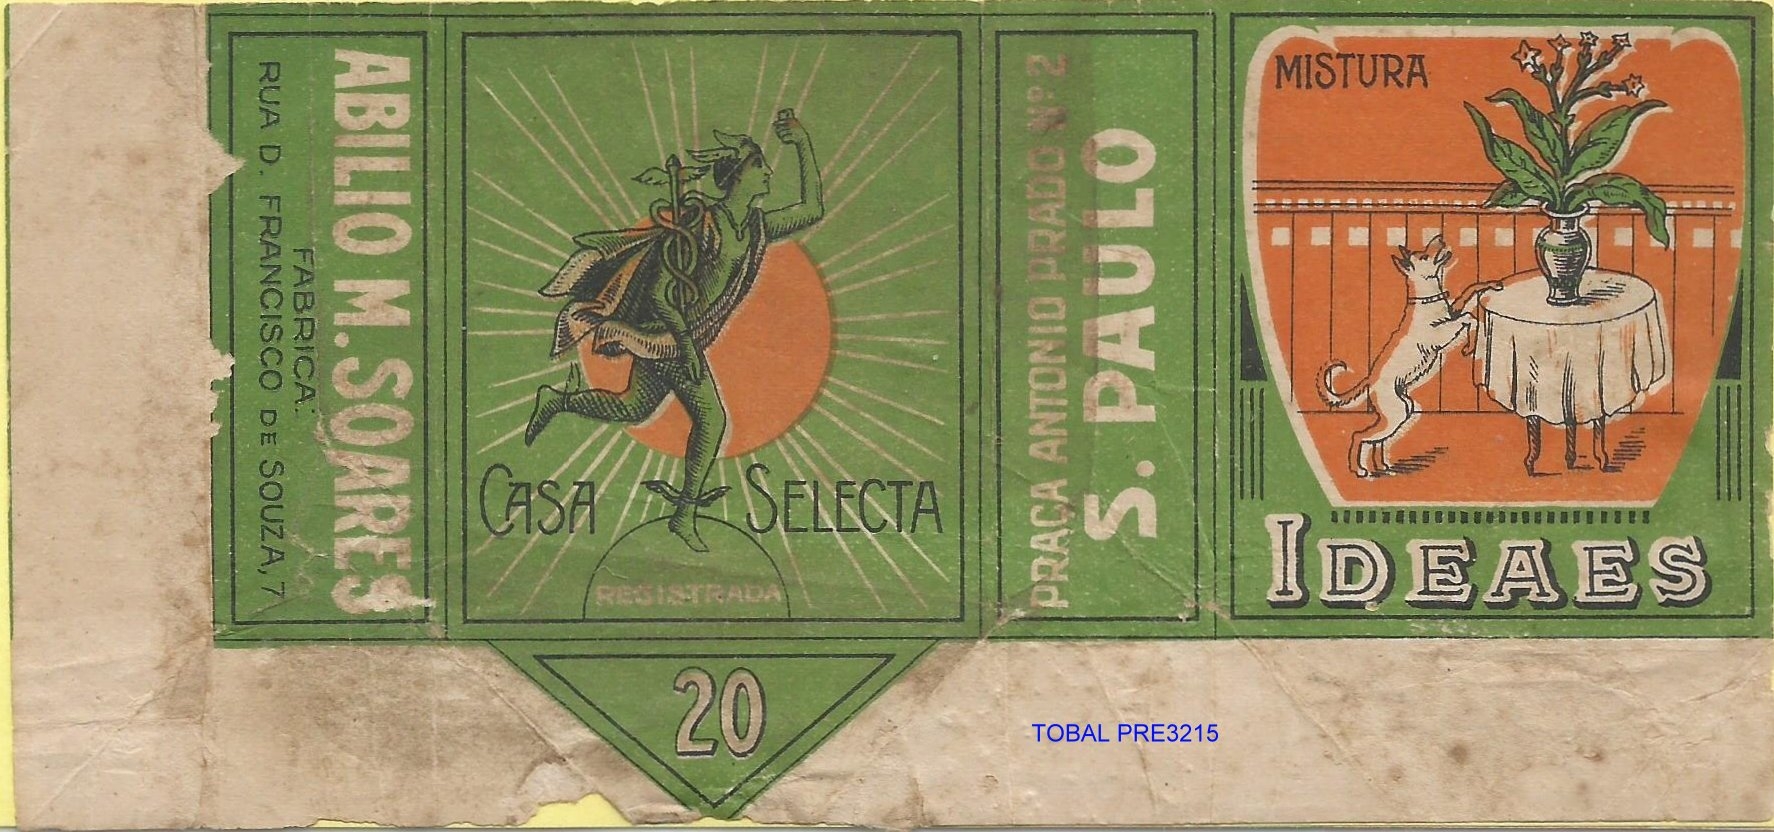 ABILIO M. SOARES
FABRICA:
RUA D. FRANCISCO DE SOUZA, 7
CASA SELECTA
REGISTRADA
20
PRAÇA ANTONIO PRADO Nº 2
S. PAULO
MISTURA
IDEAES
TOBAL PRE3215